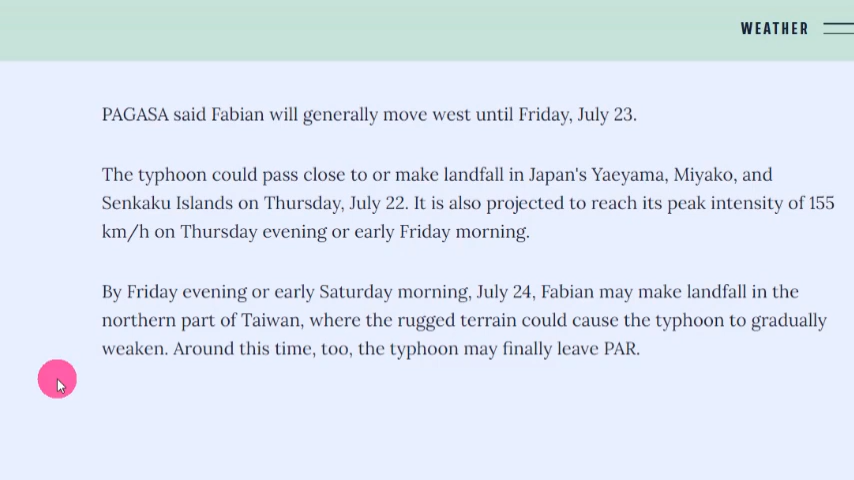 WEATHER
PAGASA said Fabian will generally move west until Friday, July 23.
The typhoon could pass close to or make landfall in Japan's Yaeyama, Miyako, and
Senkaku Islands on Thursday, July 22. It is also projected to reach its peak intensity of 155
km/h on Thursday evening or early Friday morning.
By Friday evening or early Saturday morning, July 24, Fabian may make landfall in the
northern part of Taiwan, where the rugged terrain could cause the typhoon to gradually
weaken. Around this time, too, the typhoon may finally leave PAR.